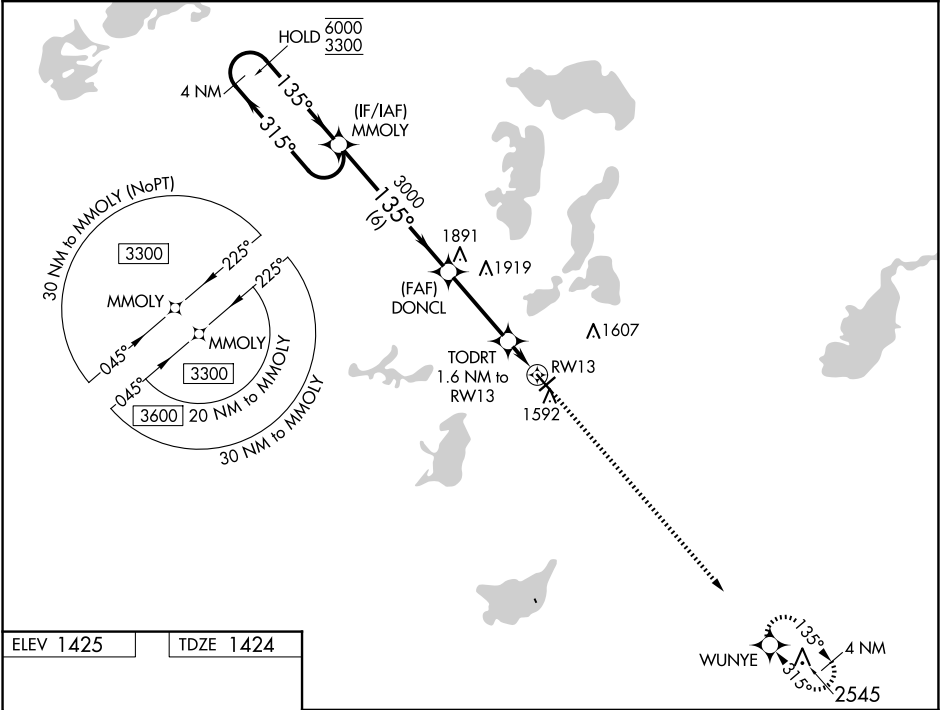 HOLD 6000
3300
4 NM
135°
315°
(IF/IAF)
MMOLY
3000
135°
(6)
30 NM to MMOLY (NoPT)
3300
225°
MMOLY
045°
225°
MMOLY
045°
3300
3600
20 NM to MMOLY
30 NM to MMOLY
1891
1919
(FAF)
DONCL
1607
TODRT
1.6 NM to
RW13
RW13
1592
135°
4 NM
WUNYE
315°
2545
ELEV 1425
TDZE 1424